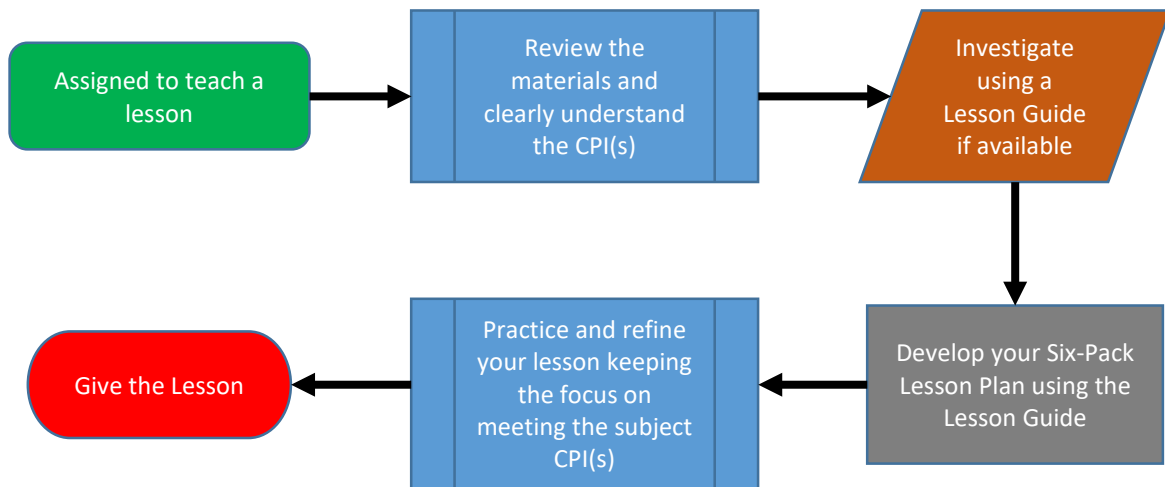 Assigned to teach a
lesson
Review the
materials and
clearly understand
the CPI(s)
Investigate
using a
Lesson Guide
if available
Develop your Six-Pack
Lesson Plan using the
Lesson Guide
Practice and refine
your lesson keeping
the focus on
meeting the subject
CPI(s)
Give the Lesson